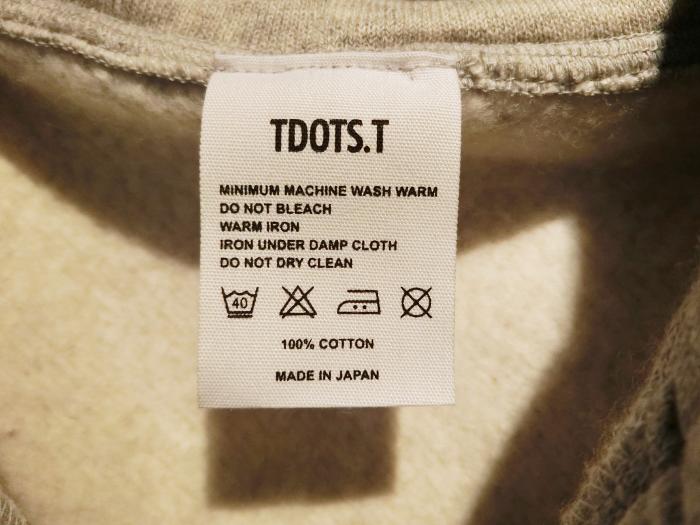 TDOTS.T
MINIMUM MACHINE WASH WARM
DO NOT BLEACH
WARM IRON
IRON UNDER DAMP CLOTH
DO NOT DRY CLEAN
40
100% COTTON
MADE IN JAPAN